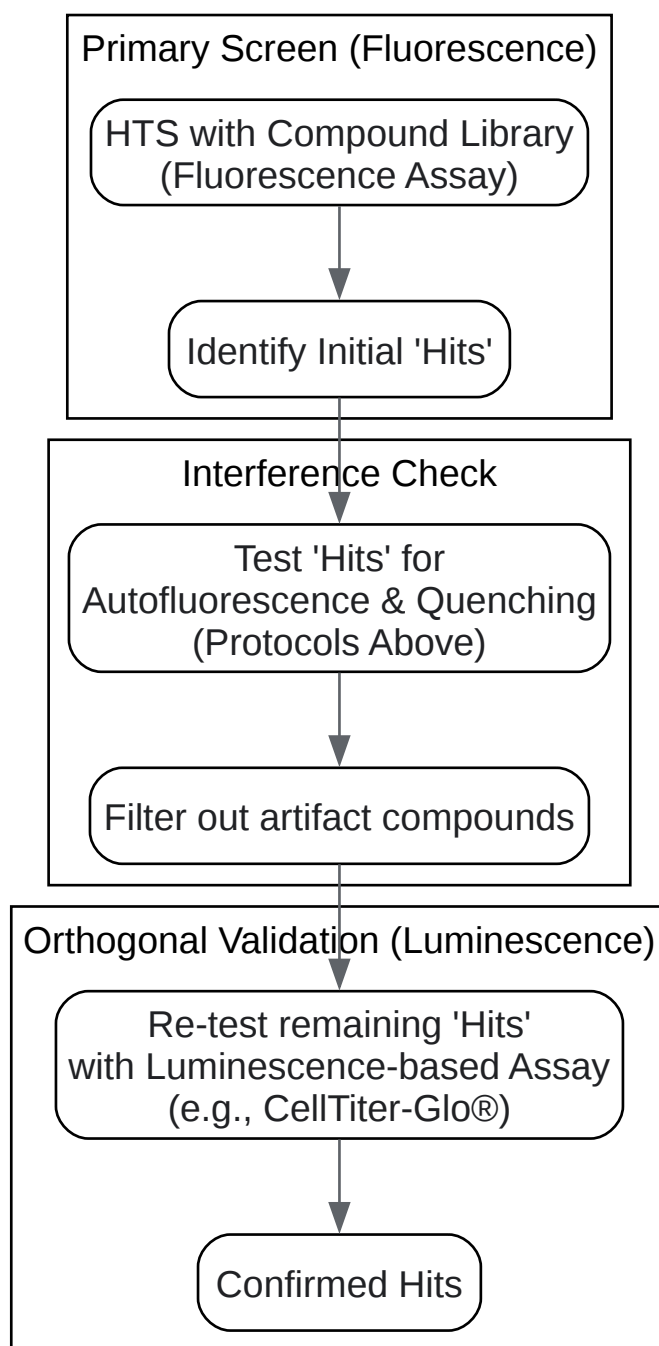 Primary Screen (Fluorescence)
HTS with Compound Library
(Fluorescence Assay)
Identify Initial 'Hits'
Interference Check
Test 'Hits' for
Autofluorescence & Quenching
(Protocols Above)
Filter out artifact compounds
Orthogonal Validation (Luminescence)
Re-test remaining 'Hits'
with Luminescence-based Assay
(e.g., CellTiter-Glo®)
Confirmed Hits